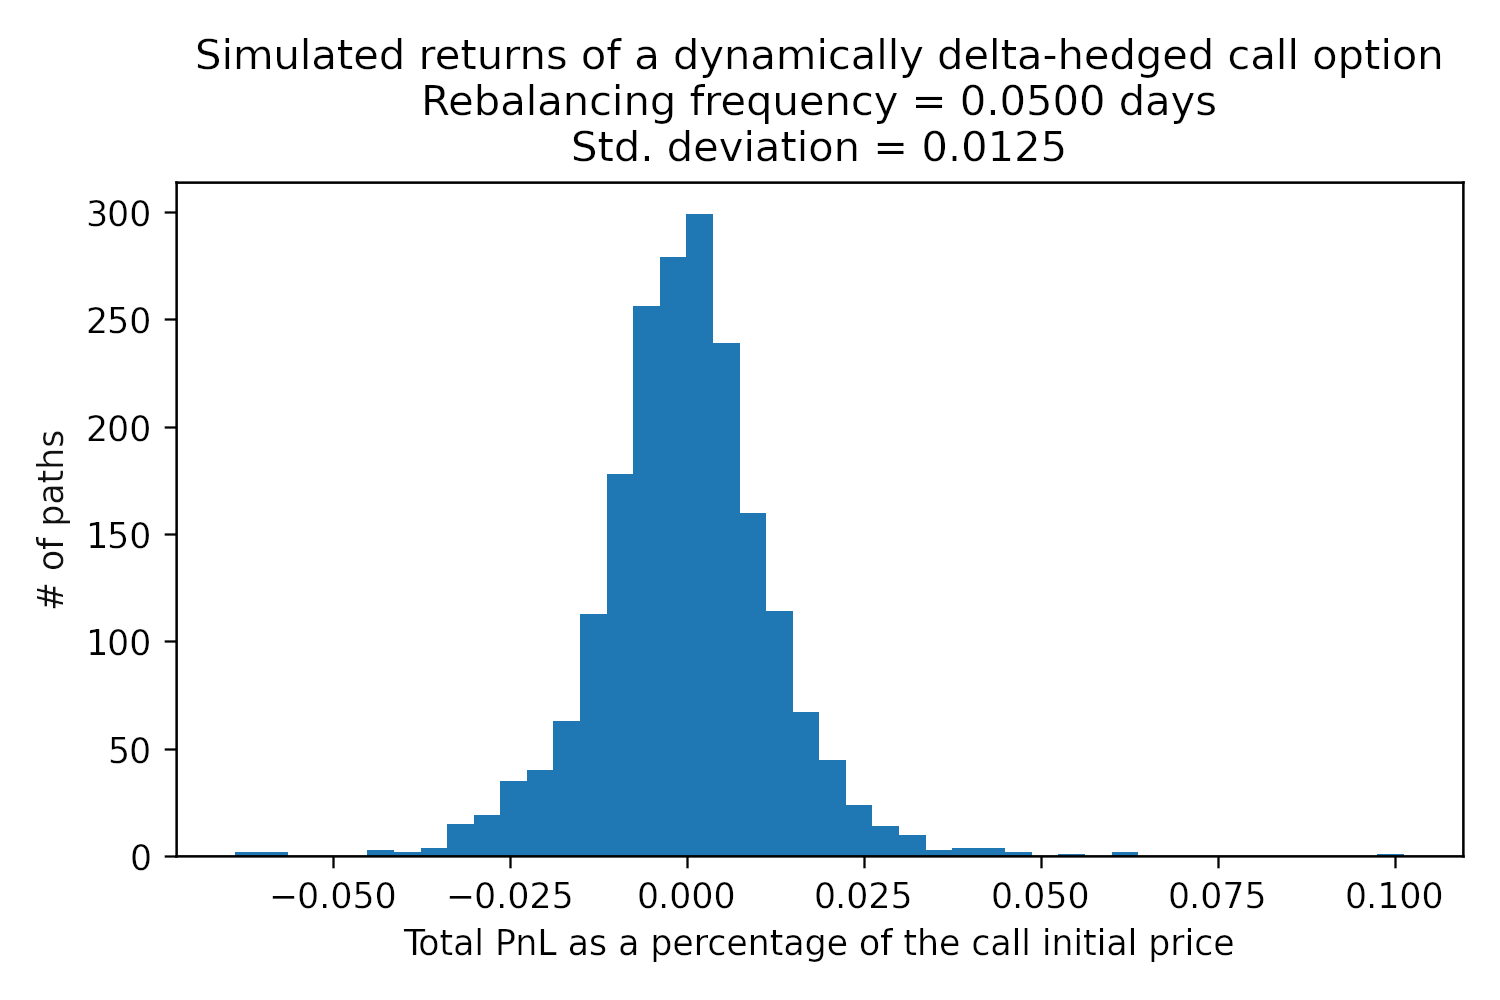 Simulated returns of a dynamically delta-hedged call option
Rebalancing frequency = 0.0500 days
Std. deviation = 0.0125
300
250
200
150
100
50
0
# of paths
−0.050 −0.025 0.000 0.025 0.050 0.075 0.100
Total PnL as a percentage of the call initial price